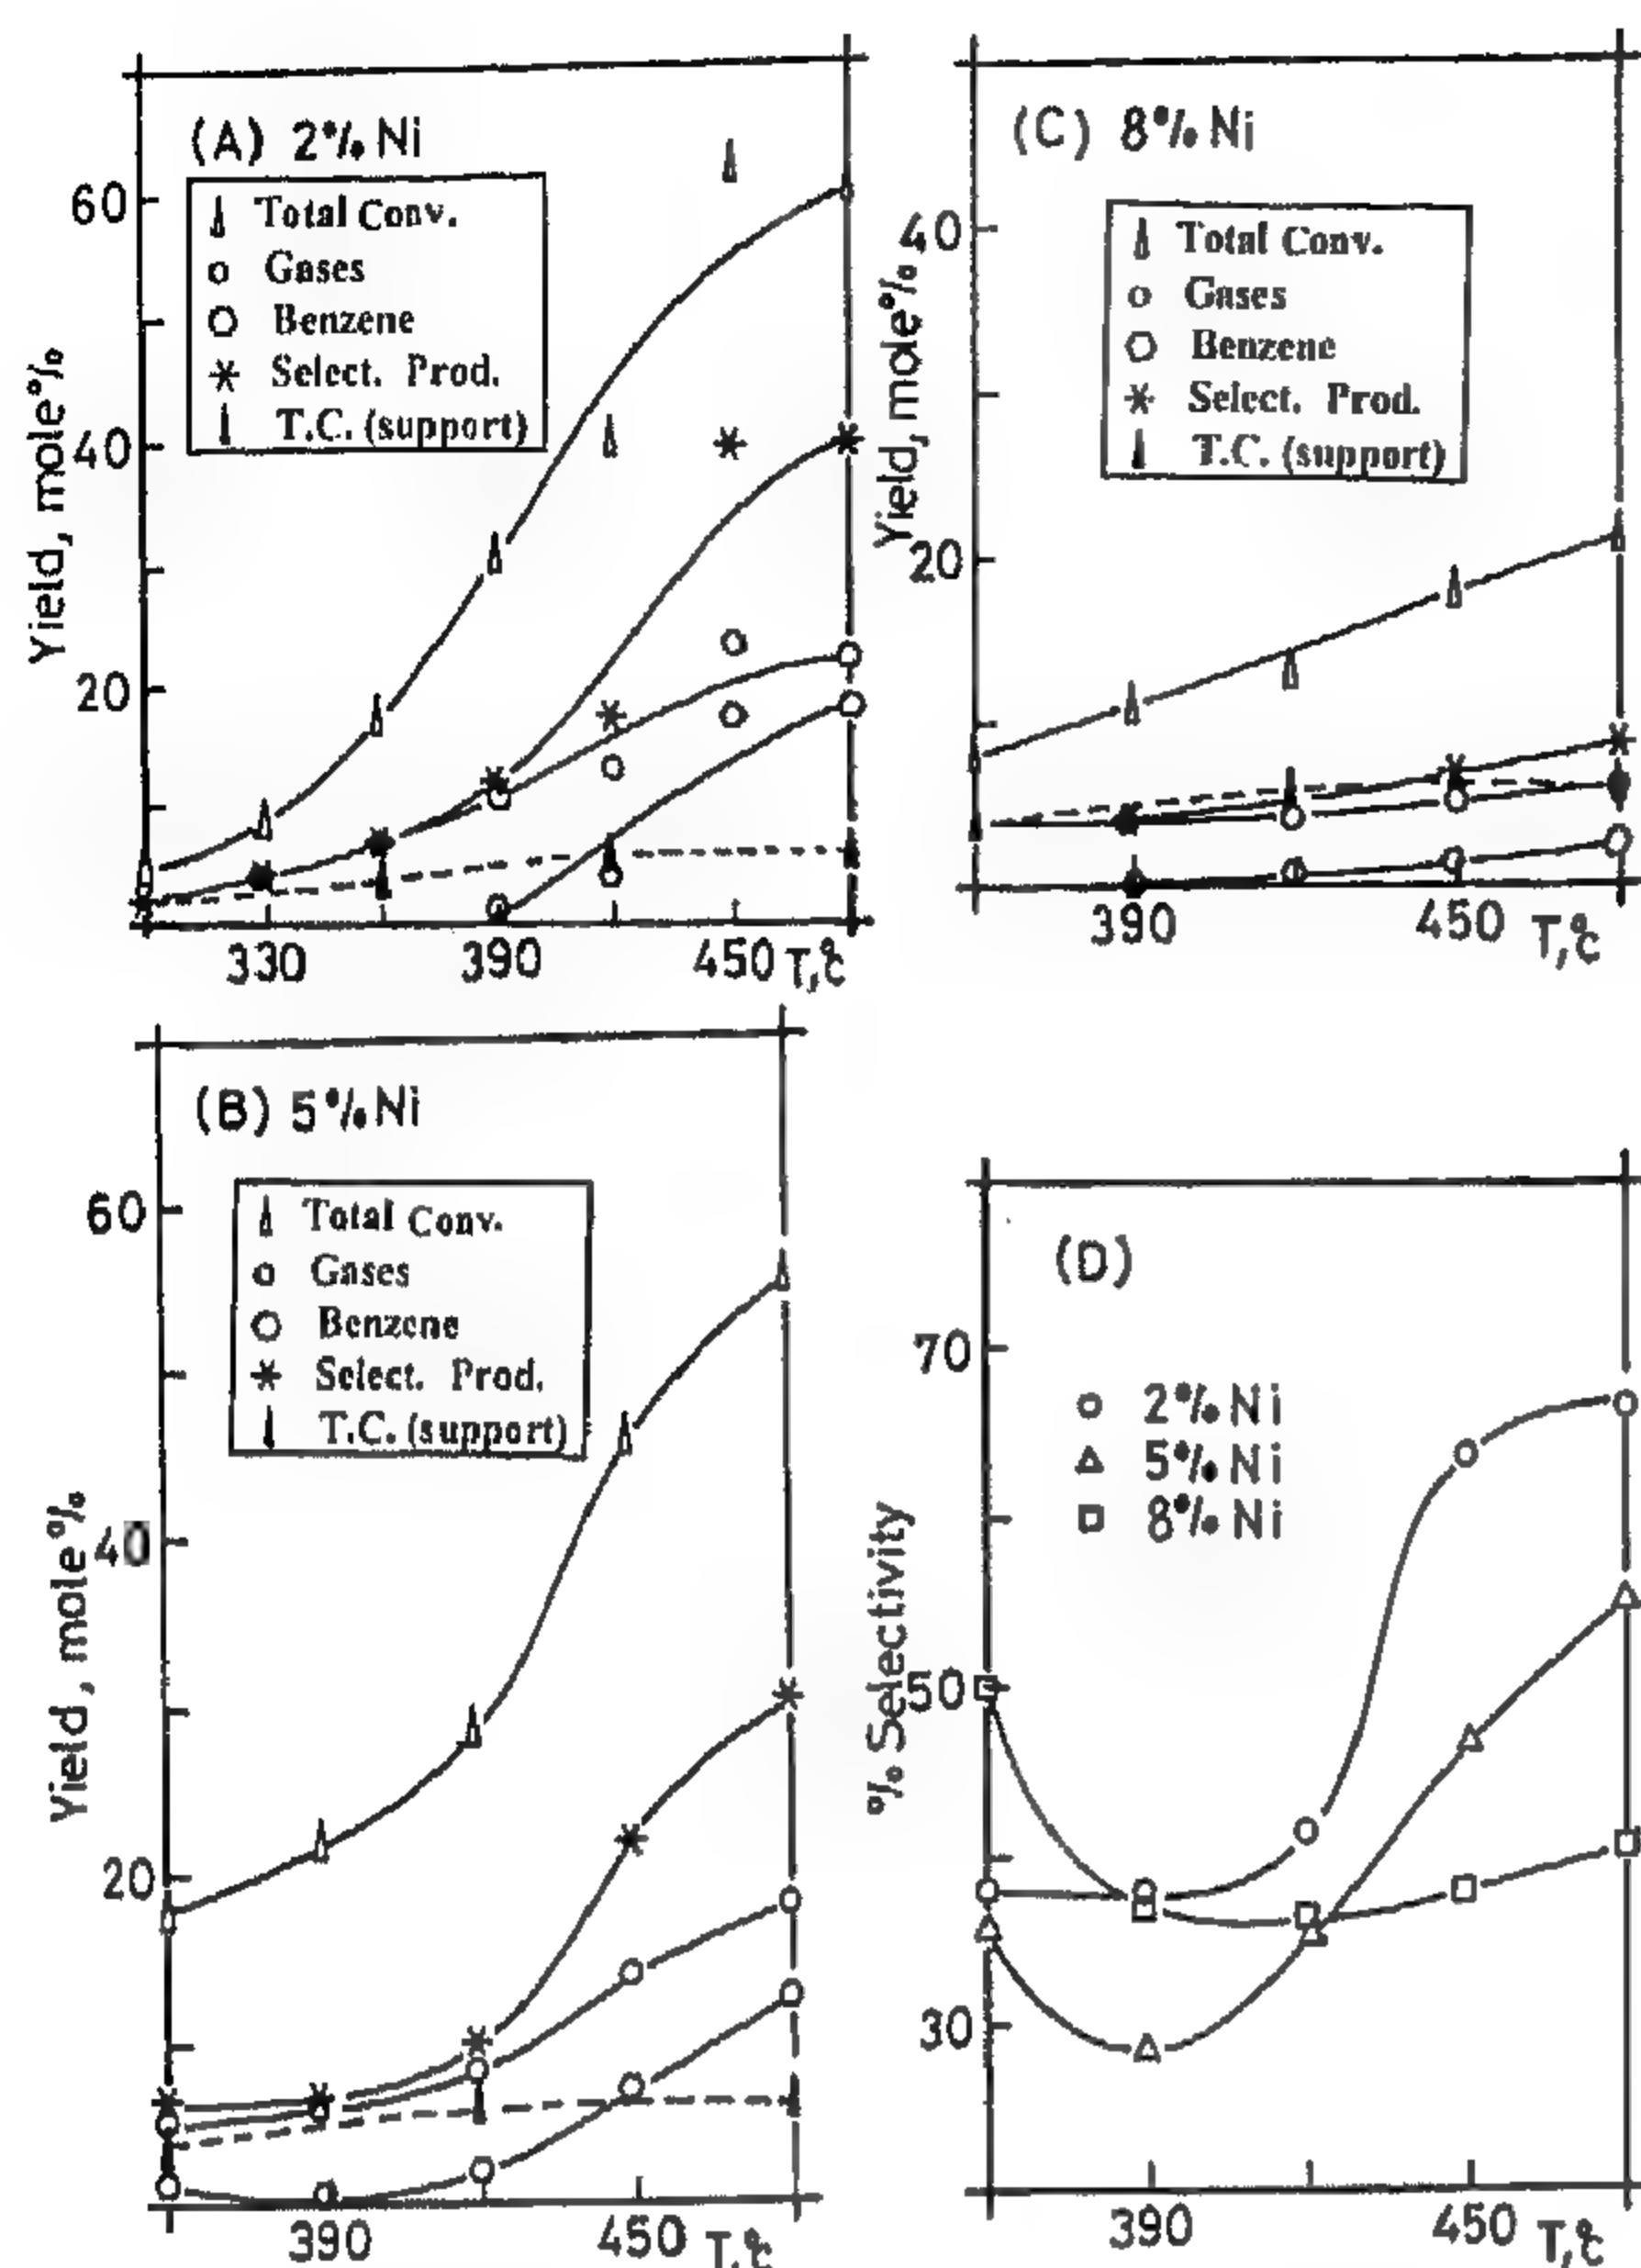 (A) 2% Ni
Total Conv.
Gases
Benzene
Select. Prod.
T.C. (support)
Yield, mole%
60
40
20
330 390 450 T,°C
(C) 8% Ni
Total Conv.
Gases
Benzene
Select. Prod.
T.C. (support)
Yield, mole%
40
20
390 450 T,°C
(B) 5% Ni
Total Conv.
Gases
Benzene
Select. Prod.
T.C. (support)
Yield, mole%
60
40
20
390 450 T,°C
(D)
2% Ni
5% Ni
8% Ni
% Selectivity
70
50
30
390 450 T,°C